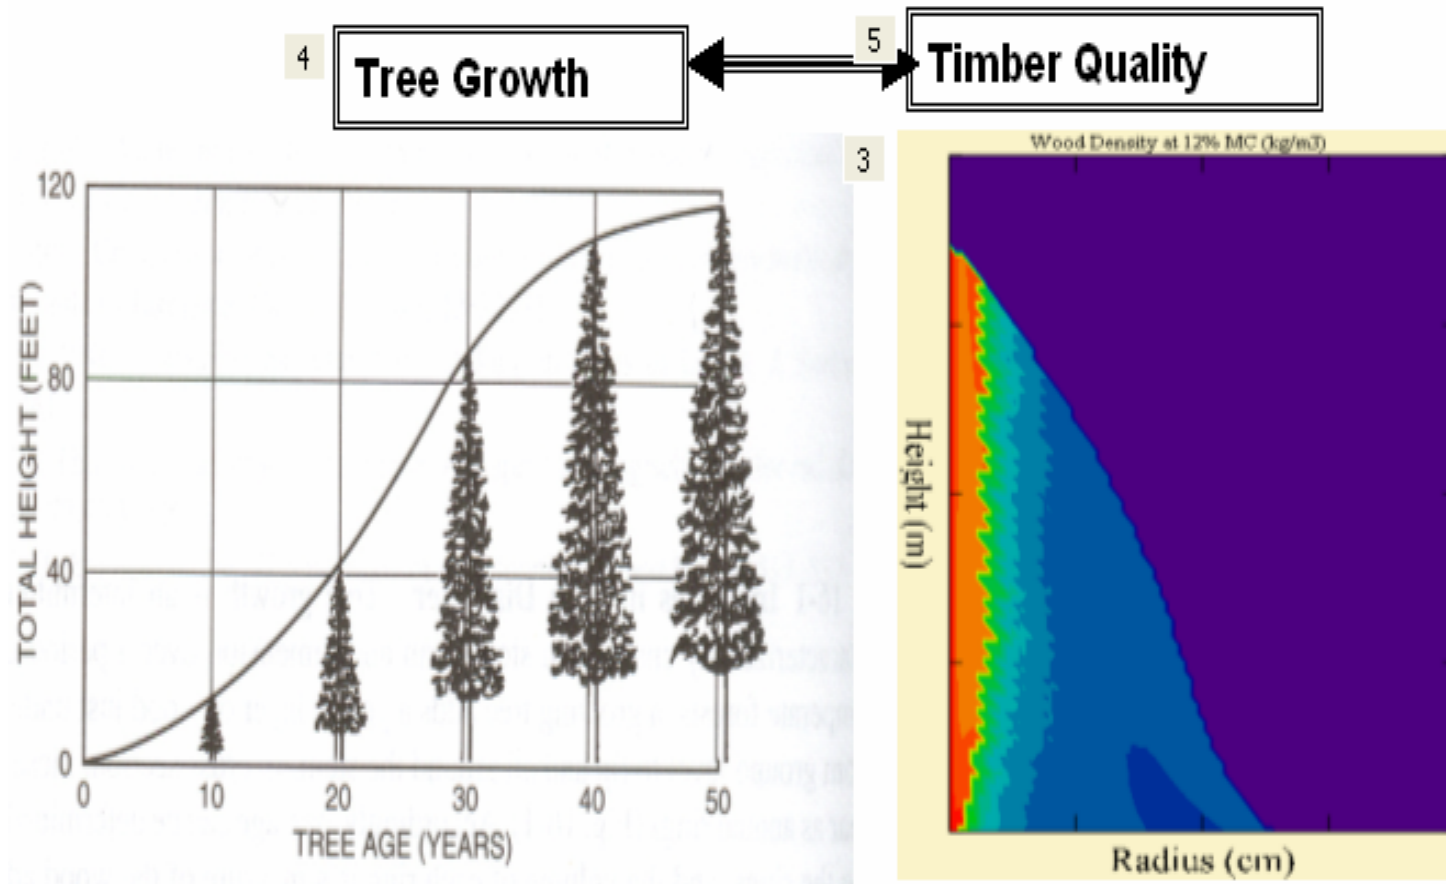 4
Tree Growth
5
Timber Quality
3
Wood Density at 12% MC (kg/m3)
120
80
40
0
TOTAL HEIGHT (FEET)
0 10 20 30 40 50
TREE AGE (YEARS)
Height (m)
Radius (cm)